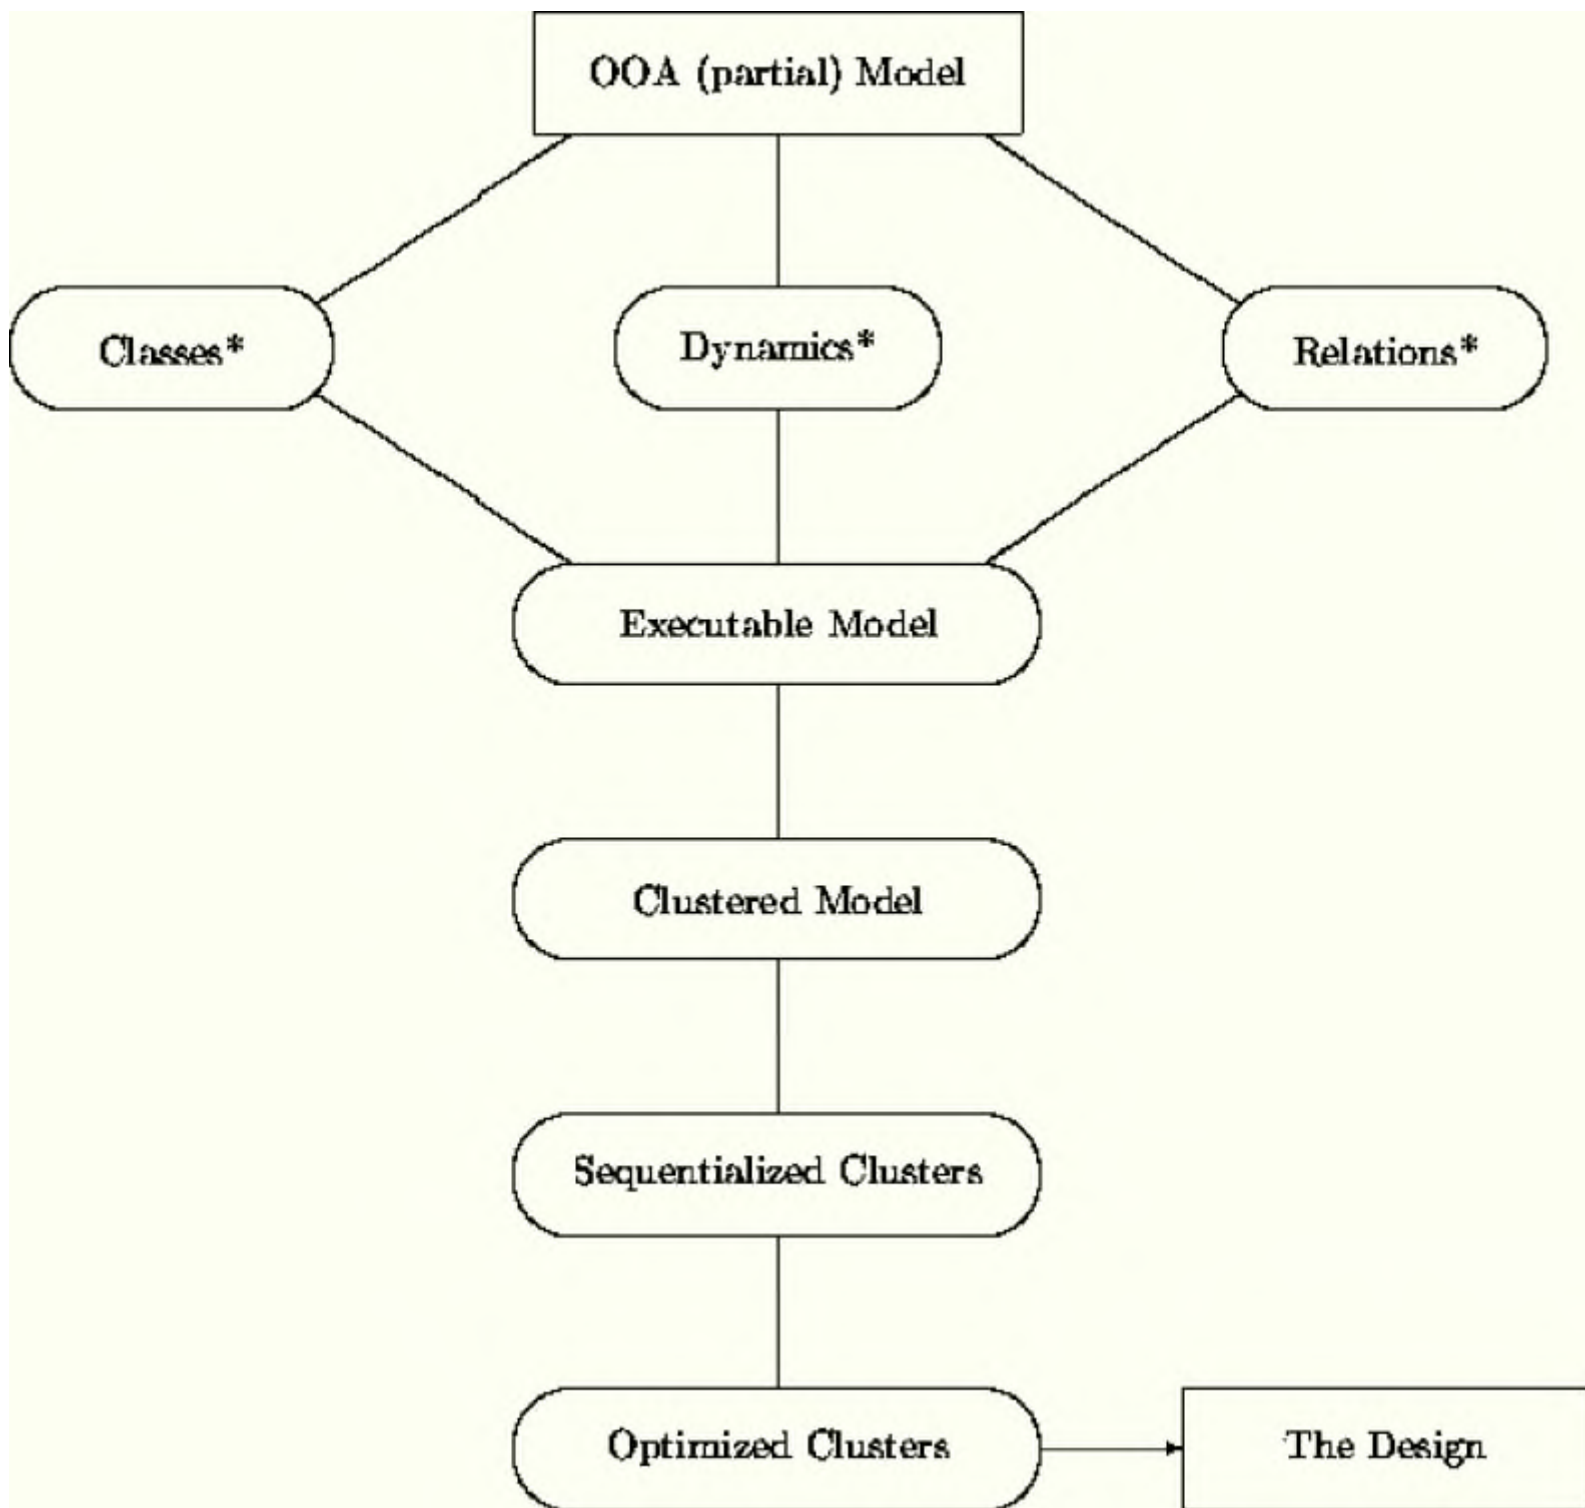 OOA (partial) Model
Classes*
Dynamics*
Relations*
Executable Model
Clustered Model
Sequentialized Clusters
Optimized Clusters
The Design